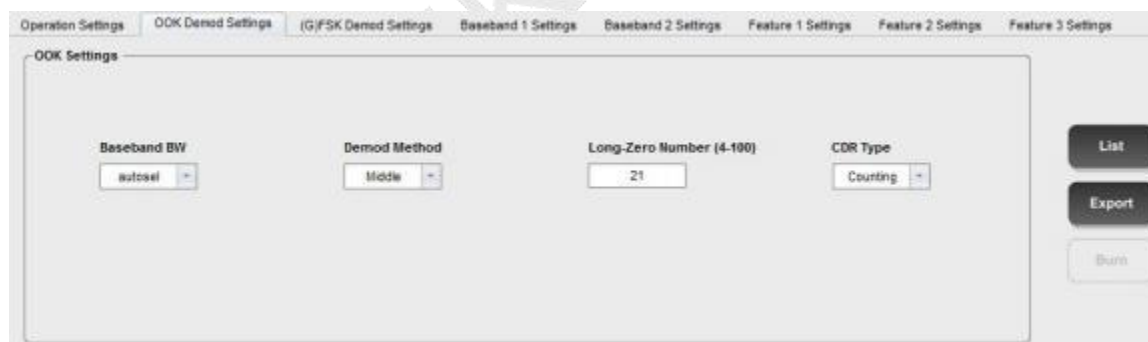 Operation Settings OOK Demod Settings (G)FSK Demod Settings Baseband 1 Settings Baseband 2 Settings Feature 1 Settings Feature 2 Settings Feature 3 Settings
OOK Settings
Baseband BW Demod Method Long-Zero Number (4-100) CDR Type
autosel Middle 21 Counting
List
Export
Burn